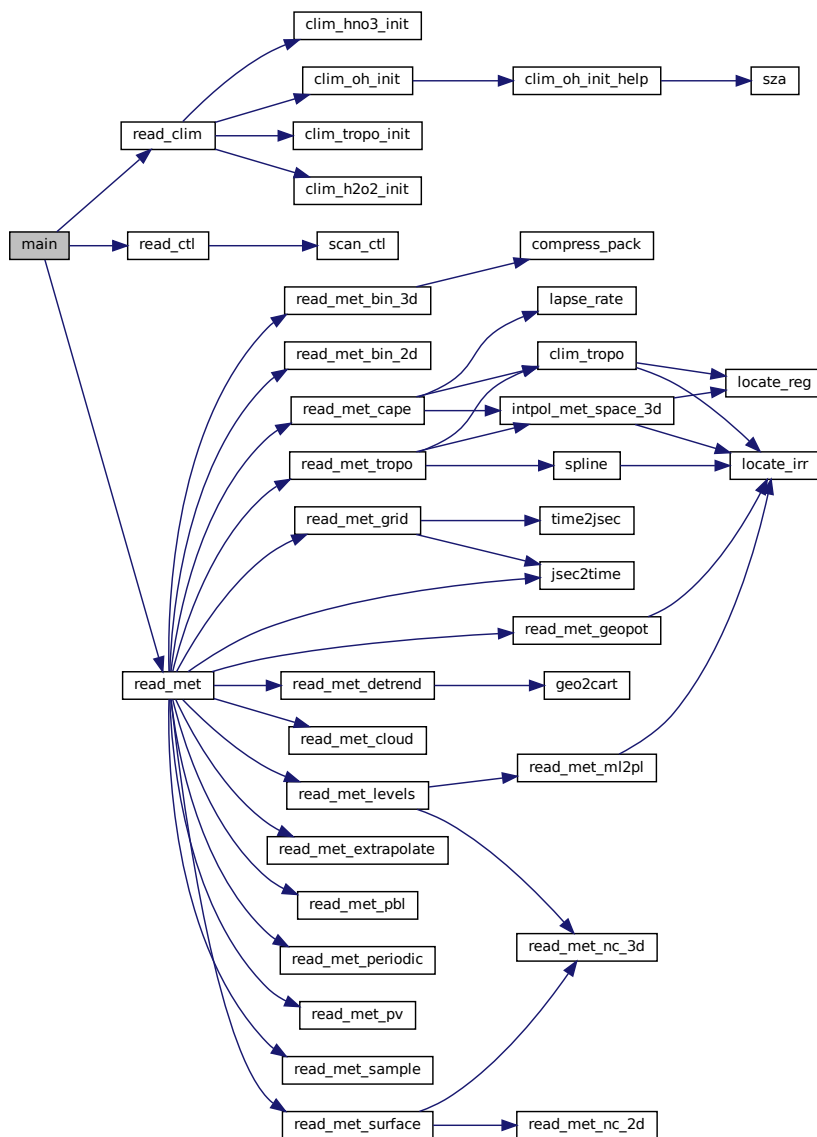 clim_hno3_init
clim_oh_init
clim_oh_init_help
sza
read_clim
clim_tropo_init
clim_h2o2_init
main
read_ctl
scan_ctl
compress_pack
read_met_bin_3d
lapse_rate
read_met_bin_2d
clim_tropo
locate_reg
read_met_cape
intpol_met_space_3d
read_met_tropo
spline
locate_irr
read_met_grid
time2jsec
jsec2time
read_met_geopot
read_met
read_met_detrend
geo2cart
read_met_cloud
read_met_ml2pl
read_met_levels
read_met_extrapolate
read_met_pbl
read_met_nc_3d
read_met_periodic
read_met_pv
read_met_sample
read_met_surface
read_met_nc_2d